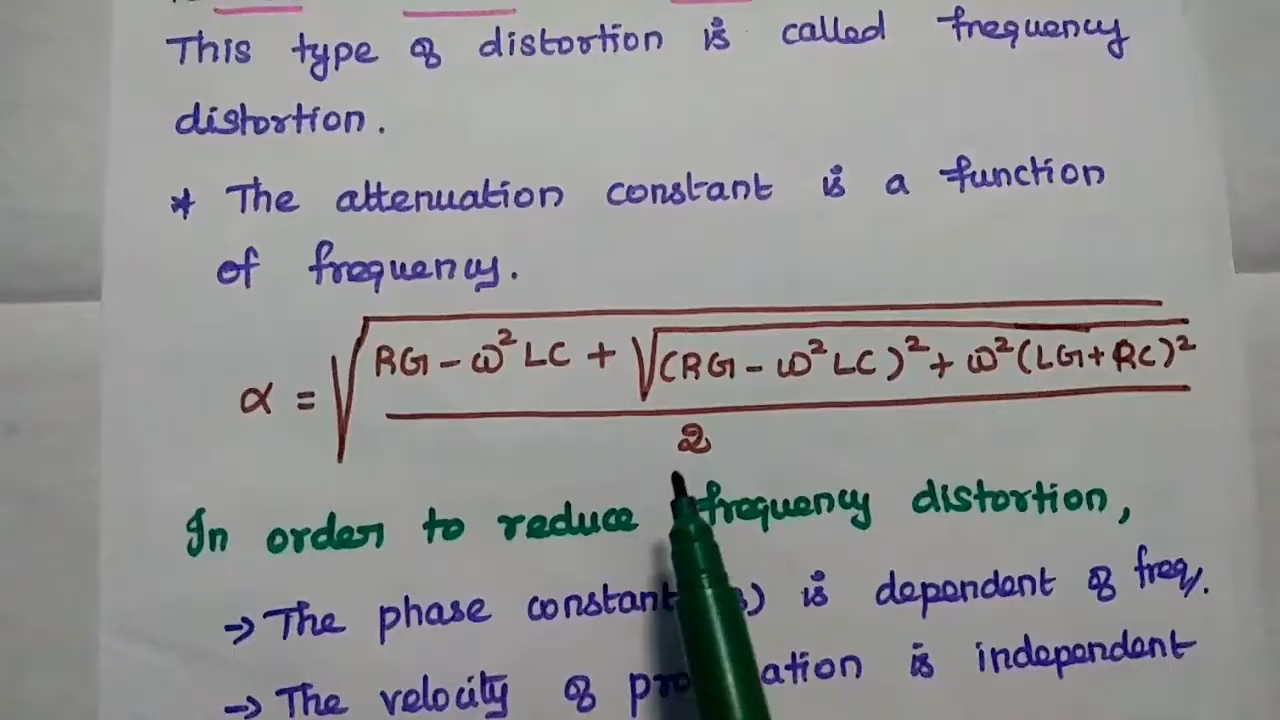 This type of distortion is called frequency
distortion.
* The attenuation constant is a function
of frequency.
α = √((RG - ω²LC + √((RG - ω²LC)² + ω²(LG + RC)²)) / 2)
In order to reduce frequency distortion,
→ The phase constant is dependent of freq.
→ The velocity of is independent